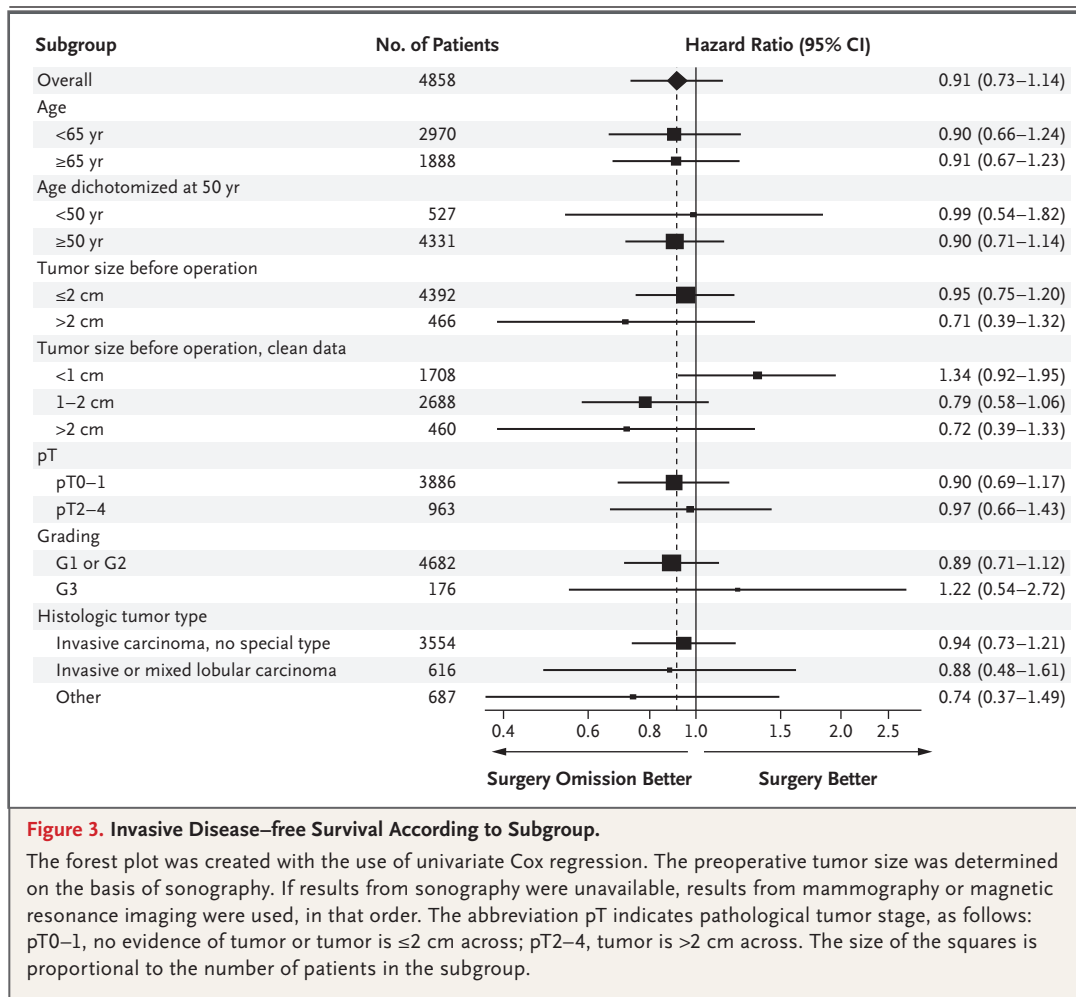 Subgroup No. of Patients Hazard Ratio (95% CI)
Overall 4858 0.91 (0.73–1.14)
Age
<65 yr 2970 0.90 (0.66–1.24)
≥65 yr 1888 0.91 (0.67–1.23)
Age dichotomized at 50 yr
<50 yr 527 0.99 (0.54–1.82)
≥50 yr 4331 0.90 (0.71–1.14)
Tumor size before operation
≤2 cm 4392 0.95 (0.75–1.20)
>2 cm 466 0.71 (0.39–1.32)
Tumor size before operation, clean data
<1 cm 1708 1.34 (0.92–1.95)
1–2 cm 2688 0.79 (0.58–1.06)
>2 cm 460 0.72 (0.39–1.33)
pT
pT0–1 3886 0.90 (0.69–1.17)
pT2–4 963 0.97 (0.66–1.43)
Grading
G1 or G2 4682 0.89 (0.71–1.12)
G3 176 1.22 (0.54–2.72)
Histologic tumor type
Invasive carcinoma, no special type 3554 0.94 (0.73–1.21)
Invasive or mixed lobular carcinoma 616 0.88 (0.48–1.61)
Other 687 0.74 (0.37–1.49)
0.4 0.6 0.8 1.0 1.5 2.0 2.5
Surgery Omission Better Surgery Better
Figure 3. Invasive Disease–free Survival According to Subgroup.
The forest plot was created with the use of univariate Cox regression. The preoperative tumor size was determined
on the basis of sonography. If results from sonography were unavailable, results from mammography or magnetic
resonance imaging were used, in that order. The abbreviation pT indicates pathological tumor stage, as follows:
pT0–1, no evidence of tumor or tumor is ≤2 cm across; pT2–4, tumor is >2 cm across. The size of the squares is
proportional to the number of patients in the subgroup.